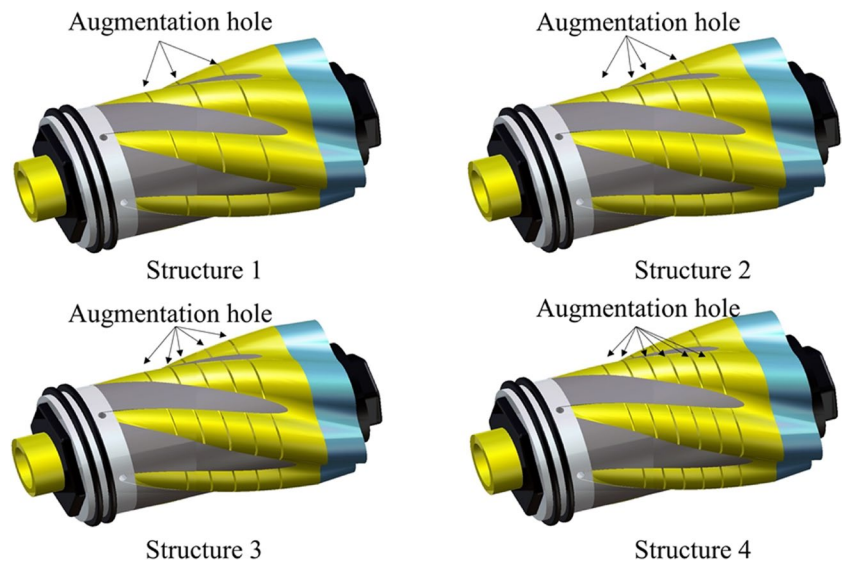 Augmentation hole
Augmentation hole
Structure 1
Structure 2
Augmentation hole
Augmentation hole
Structure 3
Structure 4